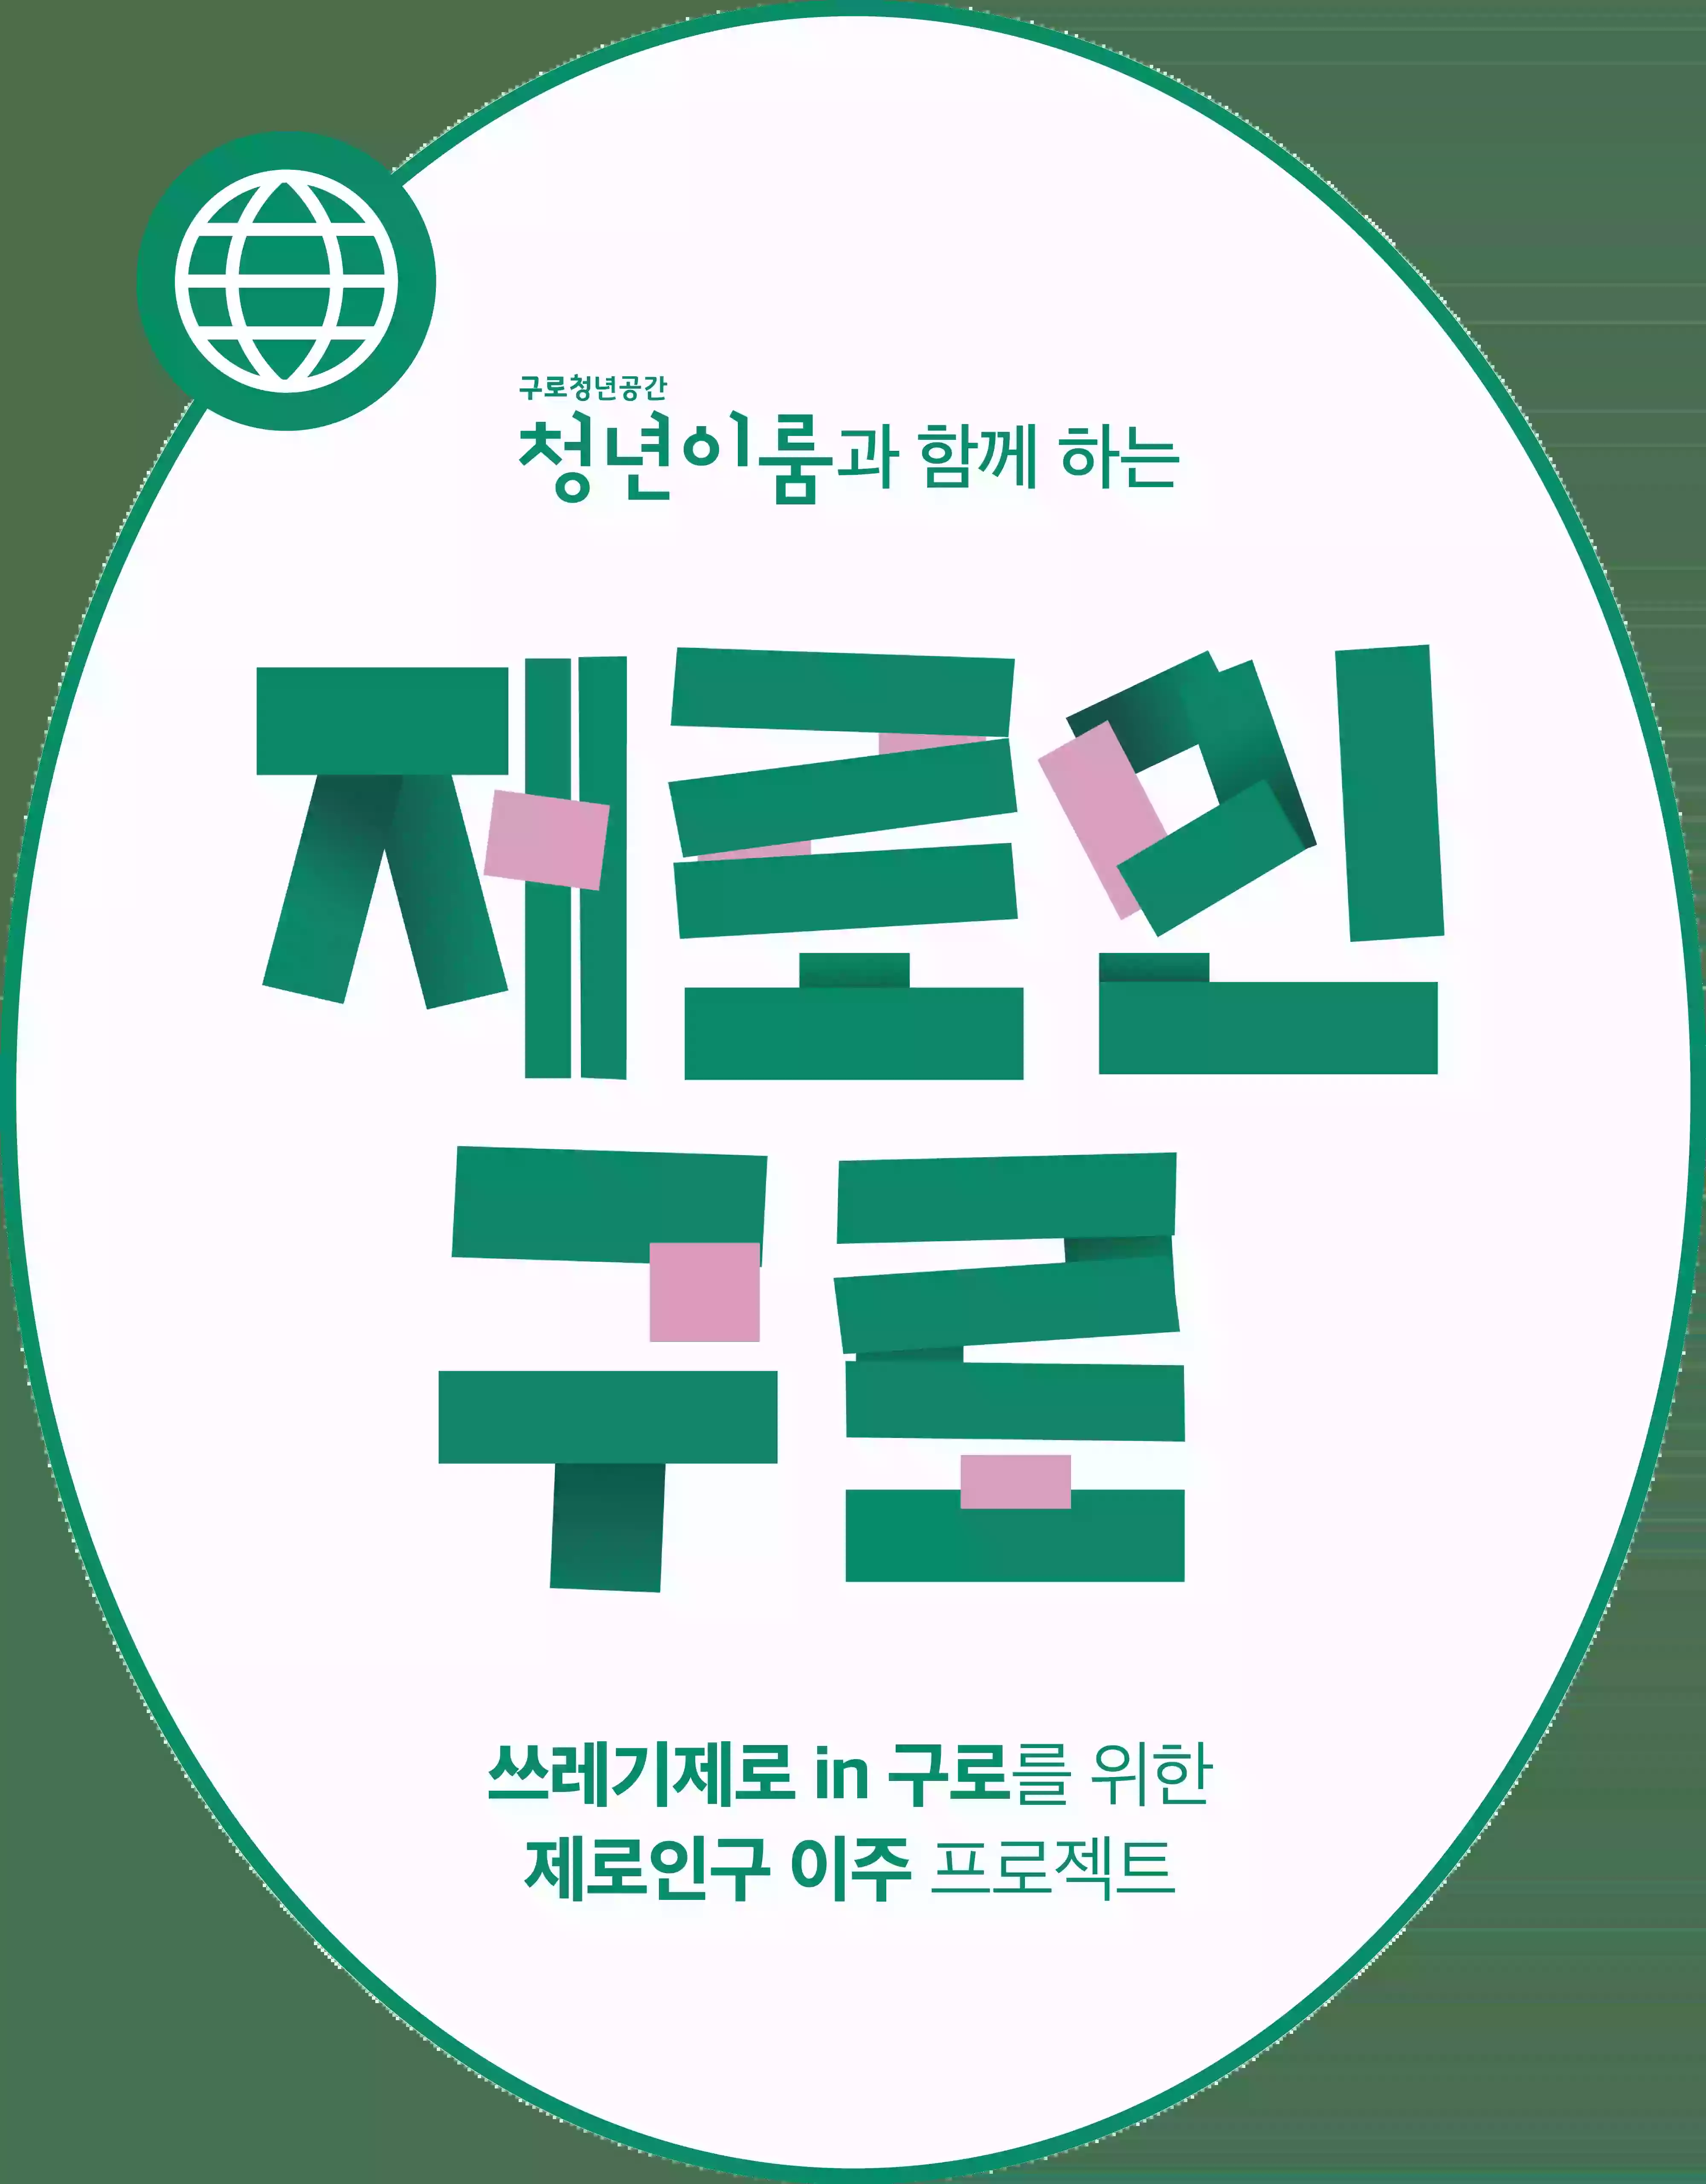 구로청년공간
청년이룸과 함께 하는
제로인
구로
쓰레기제로 in 구로를 위한
제로인구 이주 프로젝트